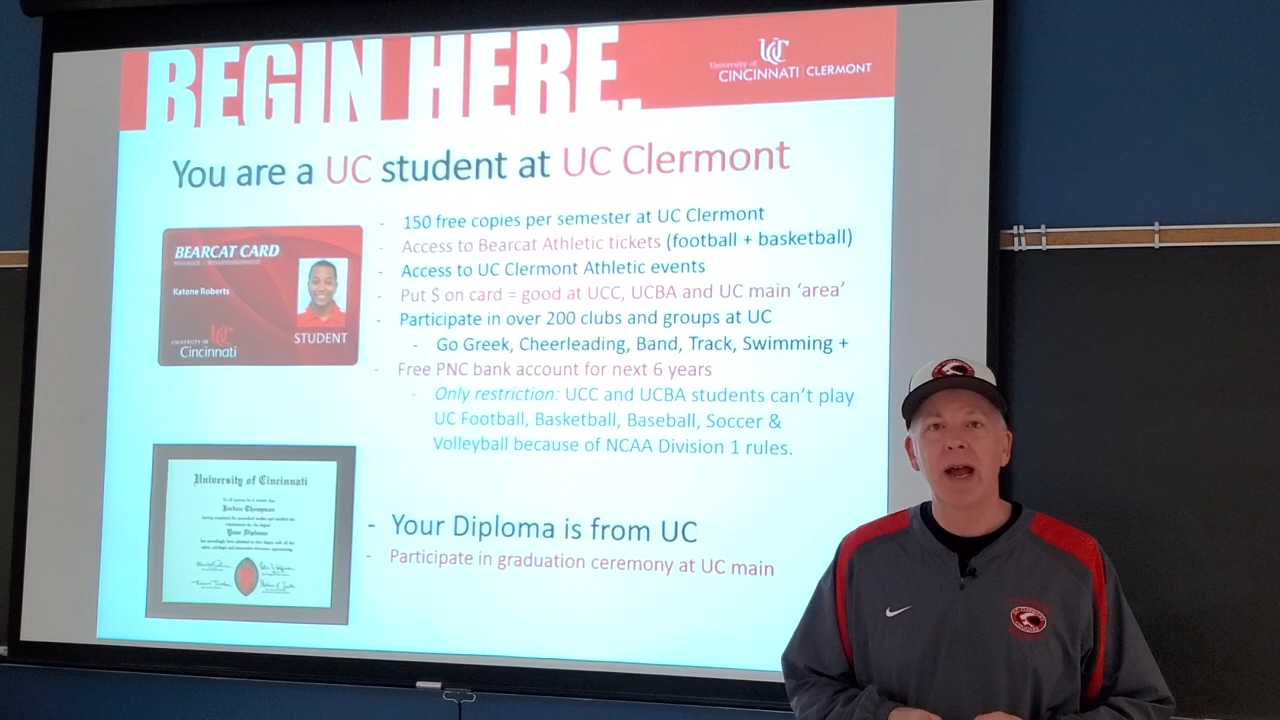 BEGIN HERE.
University of
CINCINNATI | CLERMONT
You are a UC student at UC Clermont
- 150 free copies per semester at UC Clermont
- Access to Bearcat Athletic tickets (football + basketball)
- Access to UC Clermont Athletic events
- Put $ on card = good at UCC, UCBA and UC main ‘area’
- Participate in over 200 clubs and groups at UC
- Go Greek, Cheerleading, Band, Track, Swimming +
- Free PNC bank account for next 6 years
- Only restriction: UCC and UCBA students can’t play
UC Football, Basketball, Baseball, Soccer &
Volleyball because of NCAA Division 1 rules.
BEARCAT CARD
Katone Roberts
UNIVERSITY OF
Cincinnati
STUDENT
- Your Diploma is from UC
- Participate in graduation ceremony at UC main
University of Cincinnati
Your Diploma
UC CLERMONT